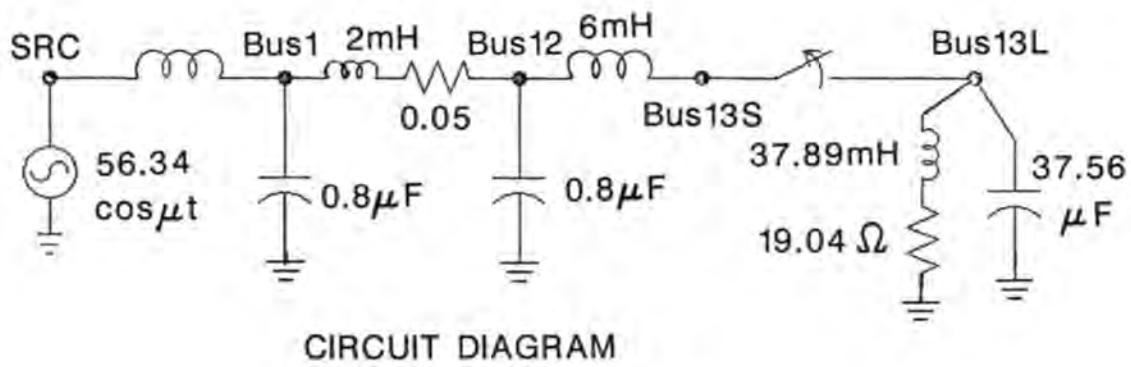 SRC
Bus1
2mH
Bus12
6mH
Bus13S
Bus13L
0.05
56.34
cosμt
0.8μF
0.8μF
37.89mH
19.04 Ω
37.56
μF
CIRCUIT DIAGRAM